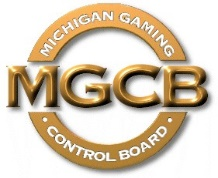 MICHIGAN GAMING
MGCB
• CONTROL BOARD •